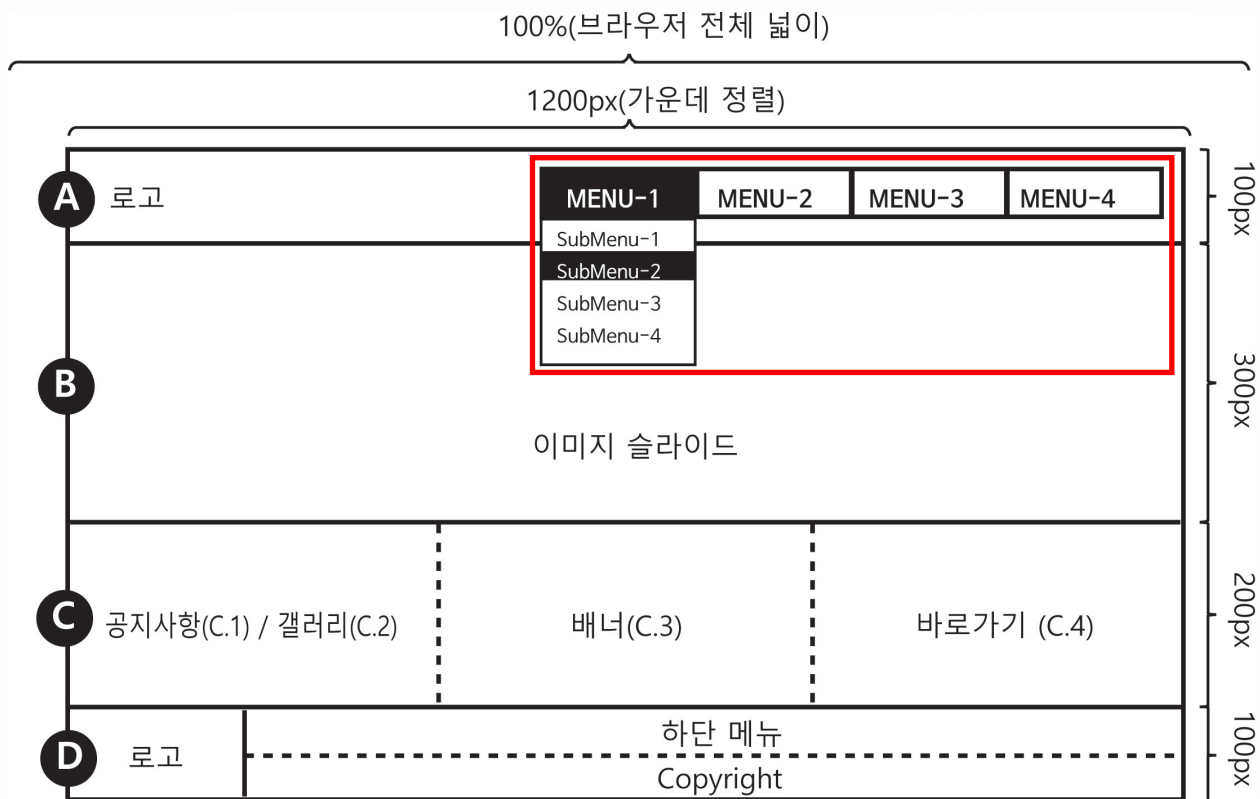 100%(브라우저 전체 넓이)
1200px(가운데 정렬)
A 로고 MENU-1 MENU-2 MENU-3 MENU-4 100px
SubMenu-1
SubMenu-2
SubMenu-3
SubMenu-4
B 300px
이미지 슬라이드
C 공지사항(C.1) / 갤러리(C.2) 배너(C.3) 바로가기 (C.4) 200px
D 로고 하단 메뉴 100px
Copyright